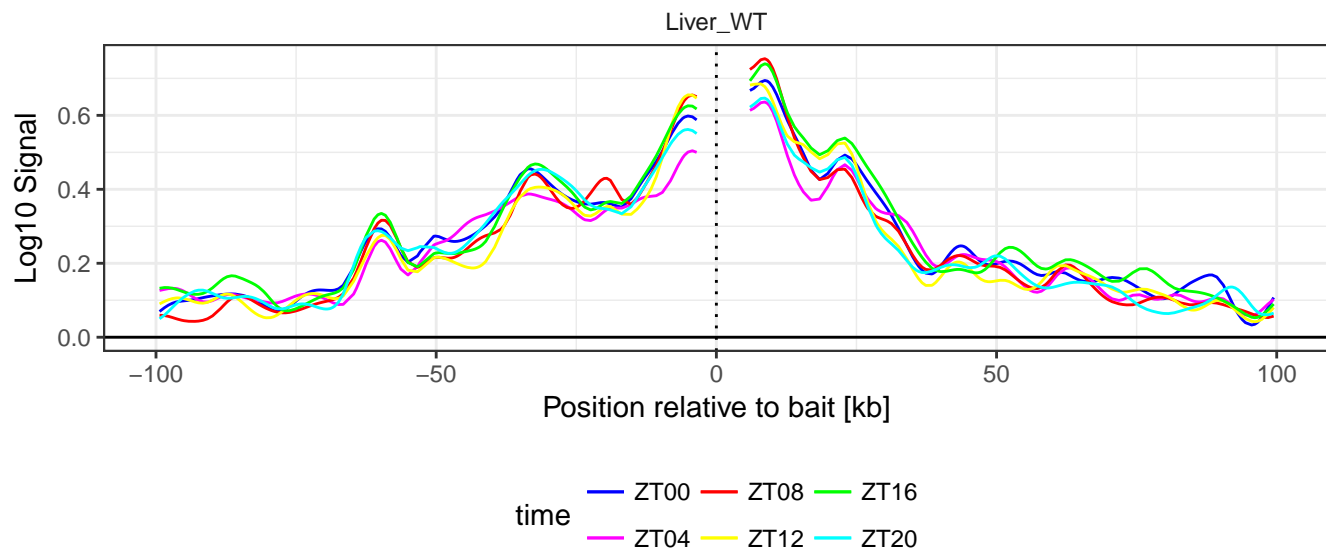 Liver_WT
Log10 Signal
0.6
0.4
0.2
0.0
−100 −50 0 50 100
Position relative to bait [kb]
time
ZT00 ZT08 ZT16
ZT04 ZT12 ZT20